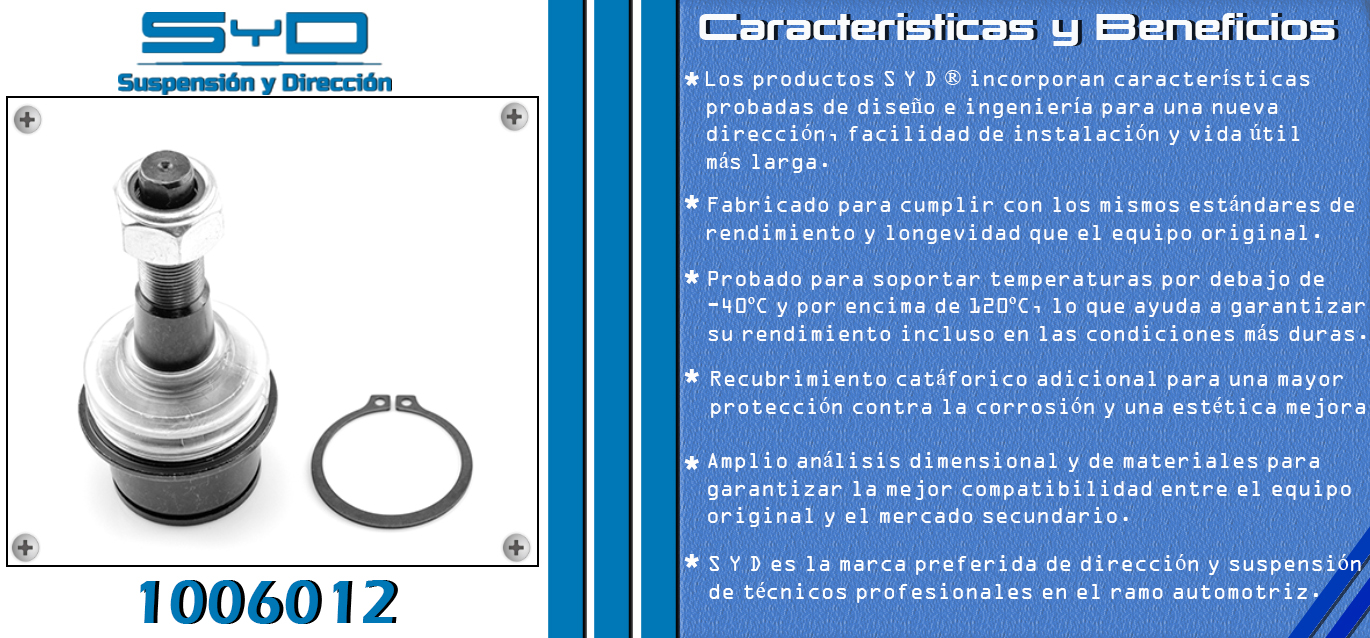 SYD
Suspensión y Dirección
1006012
Caracteristicas y Beneficios
* Los productos S Y D ® incorporan características
probadas de diseño e ingeniería para una nueva
dirección, facilidad de instalación y vida útil
más larga.
* Fabricado para cumplir con los mismos estándares de
rendimiento y longevidad que el equipo original.
* Probado para soportar temperaturas por debajo de
-40ºC y por encima de 120ºC, lo que ayuda a garantizar
su rendimiento incluso en las condiciones más duras.
* Recubrimiento catáforico adicional para una mayor
protección contra la corrosión y una estética mejora
* Amplio análisis dimensional y de materiales para
garantizar la mejor compatibilidad entre el equipo
original y el mercado secundario.
* S Y D es la marca preferida de dirección y suspensión
de técnicos profesionales en el ramo automotriz.